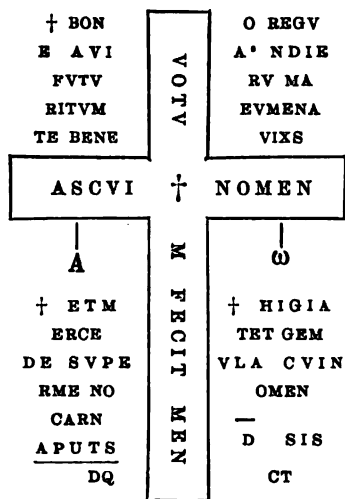 † BON
E AVI
FVTV
RITVM
TE BENE
O REGV
A' NDIE
RV MA
EVMENA
VIXS
VOTV
ASCVI † NOMEN
M FECIT MEN
A
ω
† ETM
ERCE
DE SVPE
RME NO
CARN
APUTS
DQ
† HIGIA
TET GEM
VLA CVIN
OMEN
D̅ SIS
CT